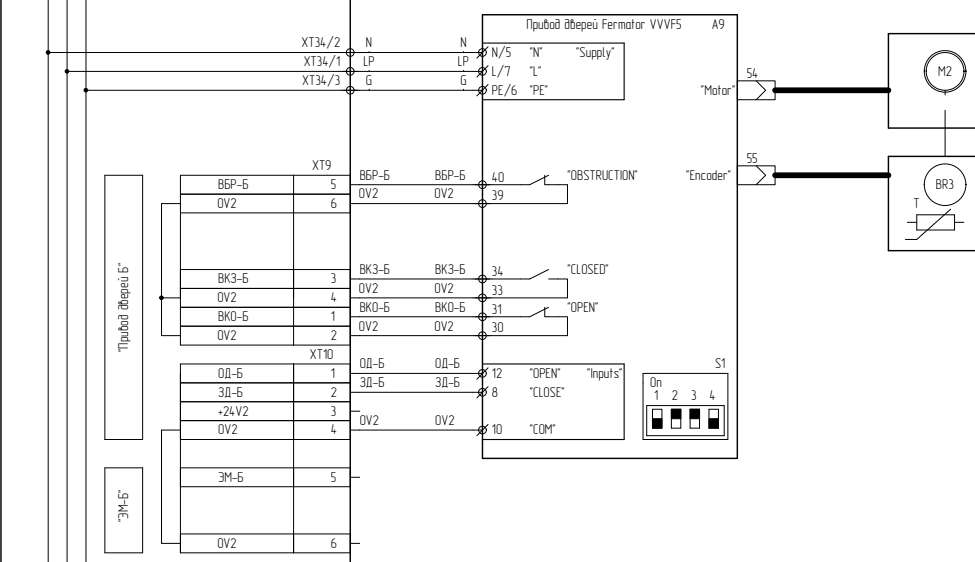 Привод дверей Fermator VVVF5 A9
XT34/2 N N N/5 "N" "Supply"
XT34/1 LP LP L/7 "L"
XT34/3 G G PE/6 "PE"
"Motor" 54 M2
"Encoder" 55 BR3
T
XT9
ВБР-Б 5 ВБР-Б ВБР-Б 40 "OBSTRUCTION"
0V2 6 0V2 0V2 39
ВКЗ-Б 3 ВКЗ-Б ВКЗ-Б 34 "CLOSED"
0V2 4 0V2 0V2 33
ВКО-Б 1 ВКО-Б ВКО-Б 31 "OPEN"
0V2 2 0V2 0V2 30
"Привод дверей Б"
XT10
ОД-Б 1 ОД-Б ОД-Б 12 "OPEN" "Inputs"
ЗД-Б 2 ЗД-Б ЗД-Б 8 "CLOSE"
+24V2 3
0V2 4 0V2 0V2 10 "COM"
S1
On
1 2 3 4
"ЭМ-Б"
ЭМ-Б 5
0V2 6